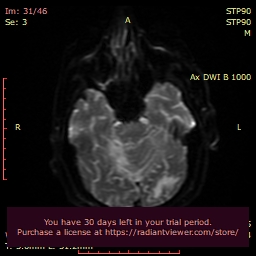 Im: 31/46
Se: 3
A
STP90
STP90
M
Ax DWI B 1000
R
L
You have 30 days left in your trial period.
Purchase a license at https://radiantviewer.com/store/